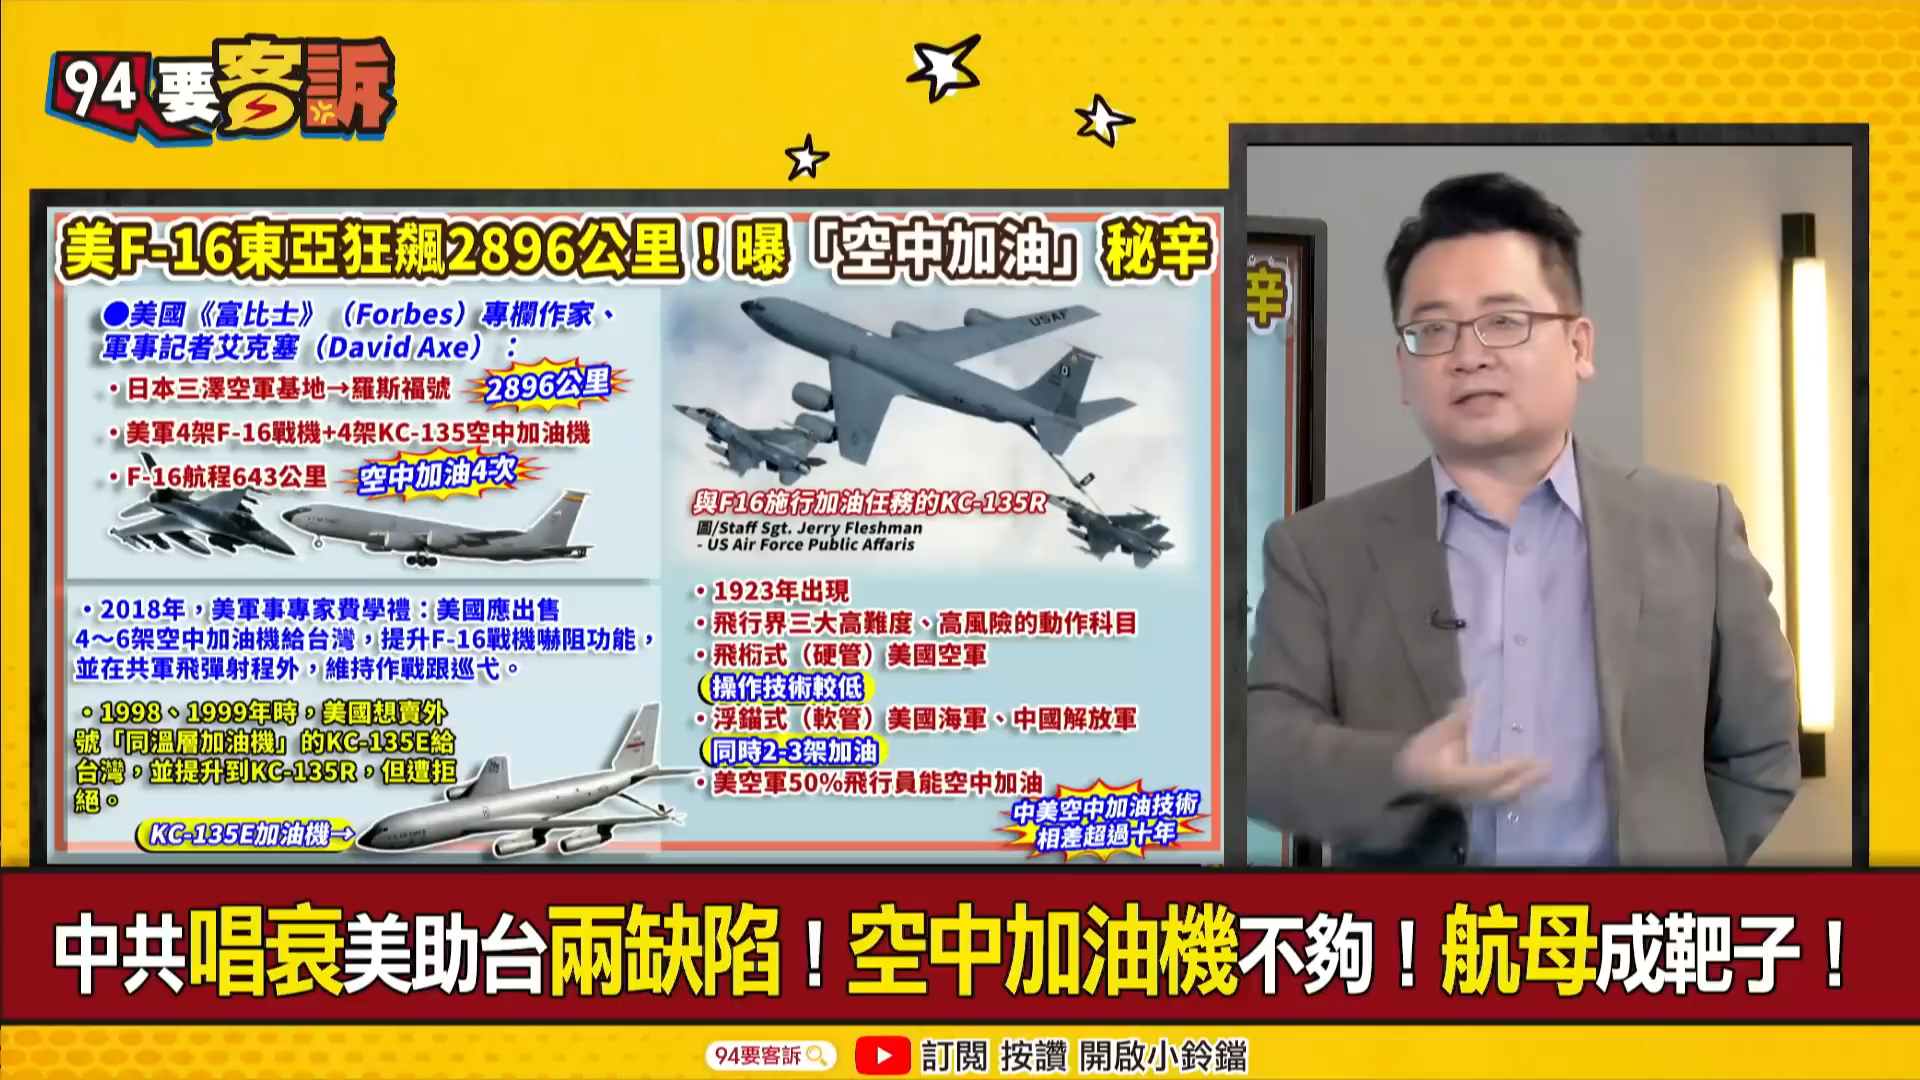 94要客訴
美F-16東亞狂飆2896公里！曝「空中加油」秘辛
●美國《富比士》（Forbes）專欄作家、
軍事記者艾克塞（David Axe）：
・日本三澤空軍基地→羅斯福號
2896公里
・美軍4架F-16戰機+4架KC-135空中加油機
・F-16航程643公里
空中加油4次
・2018年，美軍事專家費學禮：美國應出售
4～6架空中加油機給台灣，提升F-16戰機嚇阻功能，
並在共軍飛彈射程外，維持作戰跟巡弋。
・1998、1999年時，美國想賣外
號「同溫層加油機」的KC-135E給
台灣，並提升到KC-135R，但遭拒
絕。
KC-135E加油機→
USAF
D
與F16施行加油任務的KC-135R
圖/Staff Sgt. Jerry Fleshman
- US Air Force Public Affaris
・1923年出現
・飛行界三大高難度、高風險的動作科目
・飛桁式（硬管）美國空軍
操作技術較低
・浮錨式（軟管）美國海軍、中國解放軍
同時2-3架加油
・美空軍50%飛行員能空中加油
中美空中加油技術
相差超過十年
辛
中共唱衰美助台兩缺陷！空中加油機不夠！航母成靶子！
94要客訴
訂閱 按讚 開啟小鈴鐺